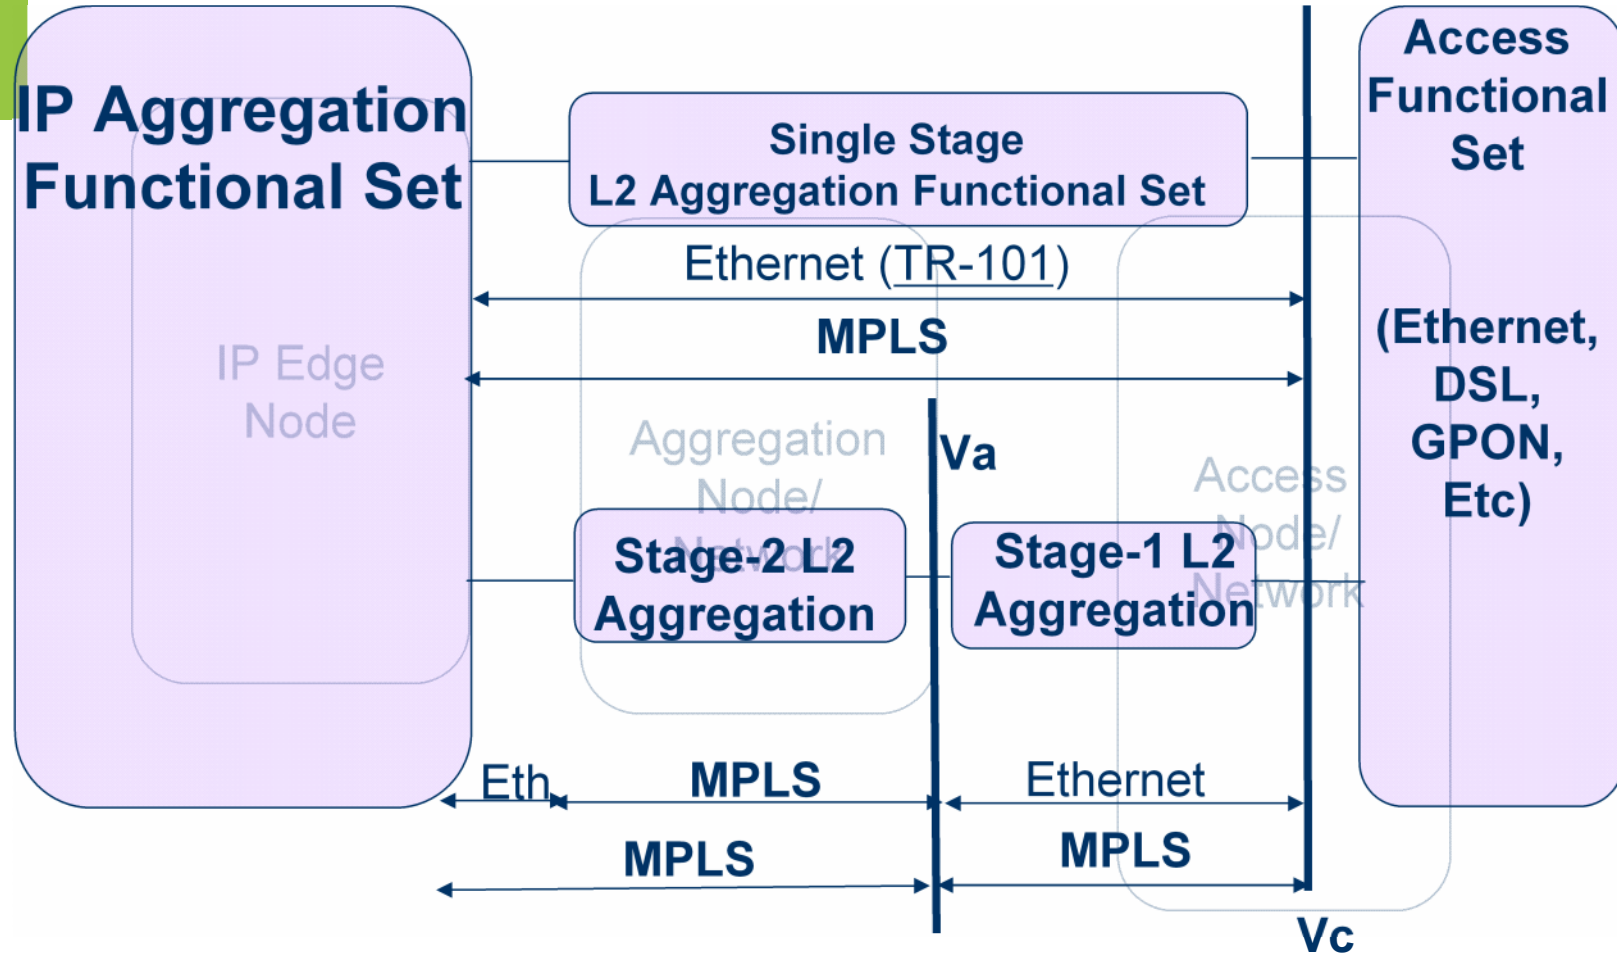 IP Aggregation
Functional Set
IP Edge
Node
Single Stage
L2 Aggregation Functional Set
Ethernet (TR-101)
MPLS
Aggregation
Node/
Network
Va
Stage-2 L2
Aggregation
Stage-1 L2
Aggregation
Access
Node/
Network
Access
Functional
Set
(Ethernet,
DSL,
GPON,
Etc)
Eth
MPLS
Ethernet
MPLS
MPLS
Vc